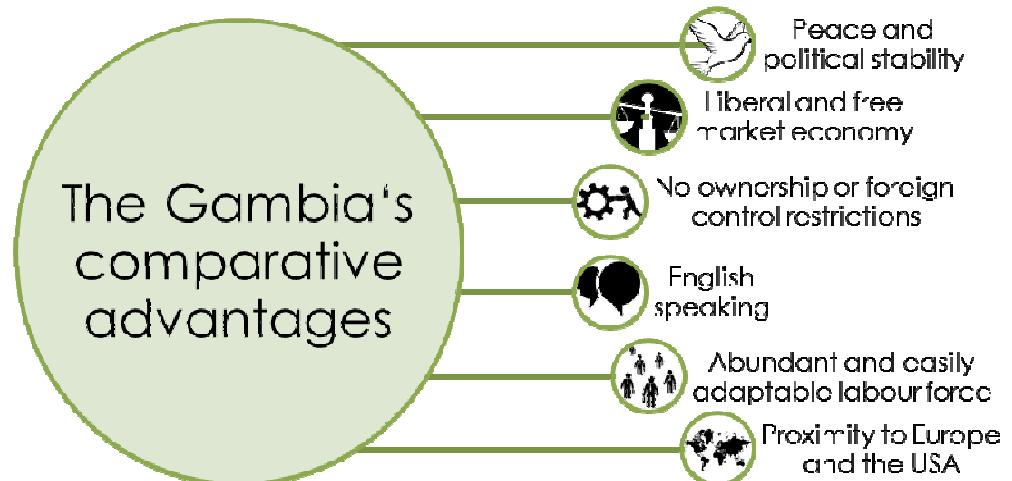 The Gambia‘s
comparative
advantages
Peace and
political stability
Liberal and free
market economy
No ownership or foreign
control restrictions
English
speaking
Abundant and easily
adaptable labour force
Proximity to Europe
and the USA